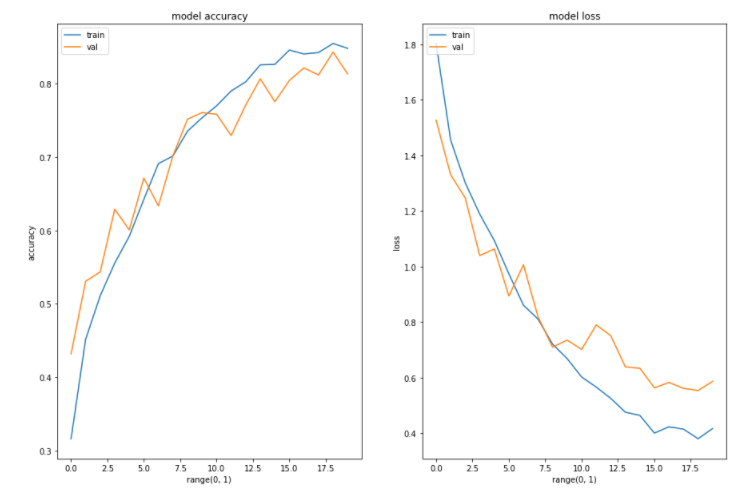 model accuracy
train
val
0.8
0.7
0.6
0.5
0.4
0.3
accuracy
0.0 2.5 5.0 7.5 10.0 12.5 15.0 17.5
range(0, 1)
model loss
train
val
1.8
1.6
1.4
1.2
1.0
0.8
0.6
0.4
loss
0.0 2.5 5.0 7.5 10.0 12.5 15.0 17.5
range(0, 1)